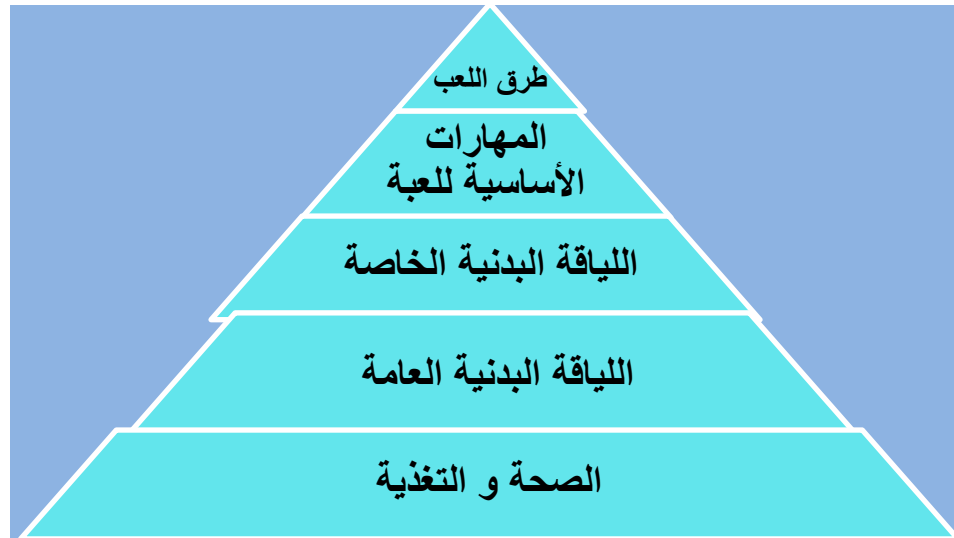 طرق اللعب
المهارات
الأساسية للعبة
اللياقة البدنية الخاصة
اللياقة البدنية العامة
الصحة و التغذية